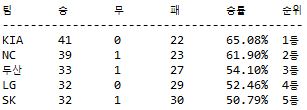 팀 승 무 패 승률 순위
KIA 41 0 22 65.08% 1등
NC 39 1 23 61.90% 2등
두산 33 1 27 54.10% 3등
LG 32 0 29 52.46% 4등
SK 32 1 30 50.79% 5등